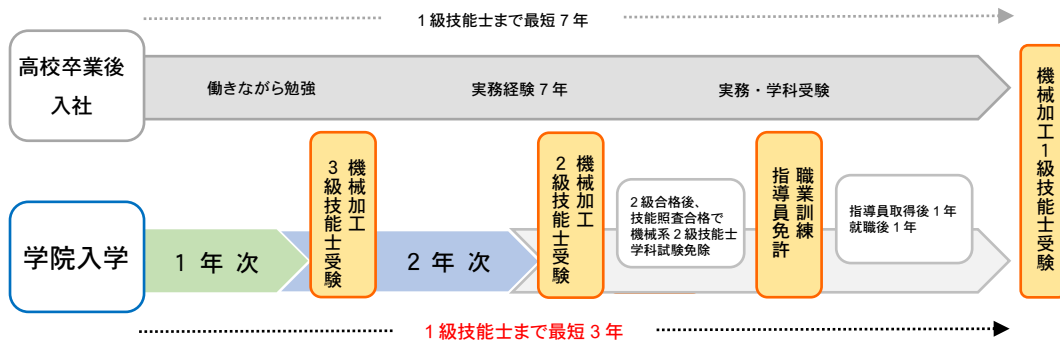 1級技能士まで最短7年
高校卒業後
入社
働きながら勉強
実務経験7年
実務・学科受験
機械加工1級技能士受験
学院入学
1年次
機械加工
3級技能士受験
2年次
機械加工
2級技能士受験
2級合格後、
技能照査合格で
機械系2級技能士
学科試験免除
職業訓練
指導員免許
指導員取得後1年
就職後1年
1級技能士まで最短3年